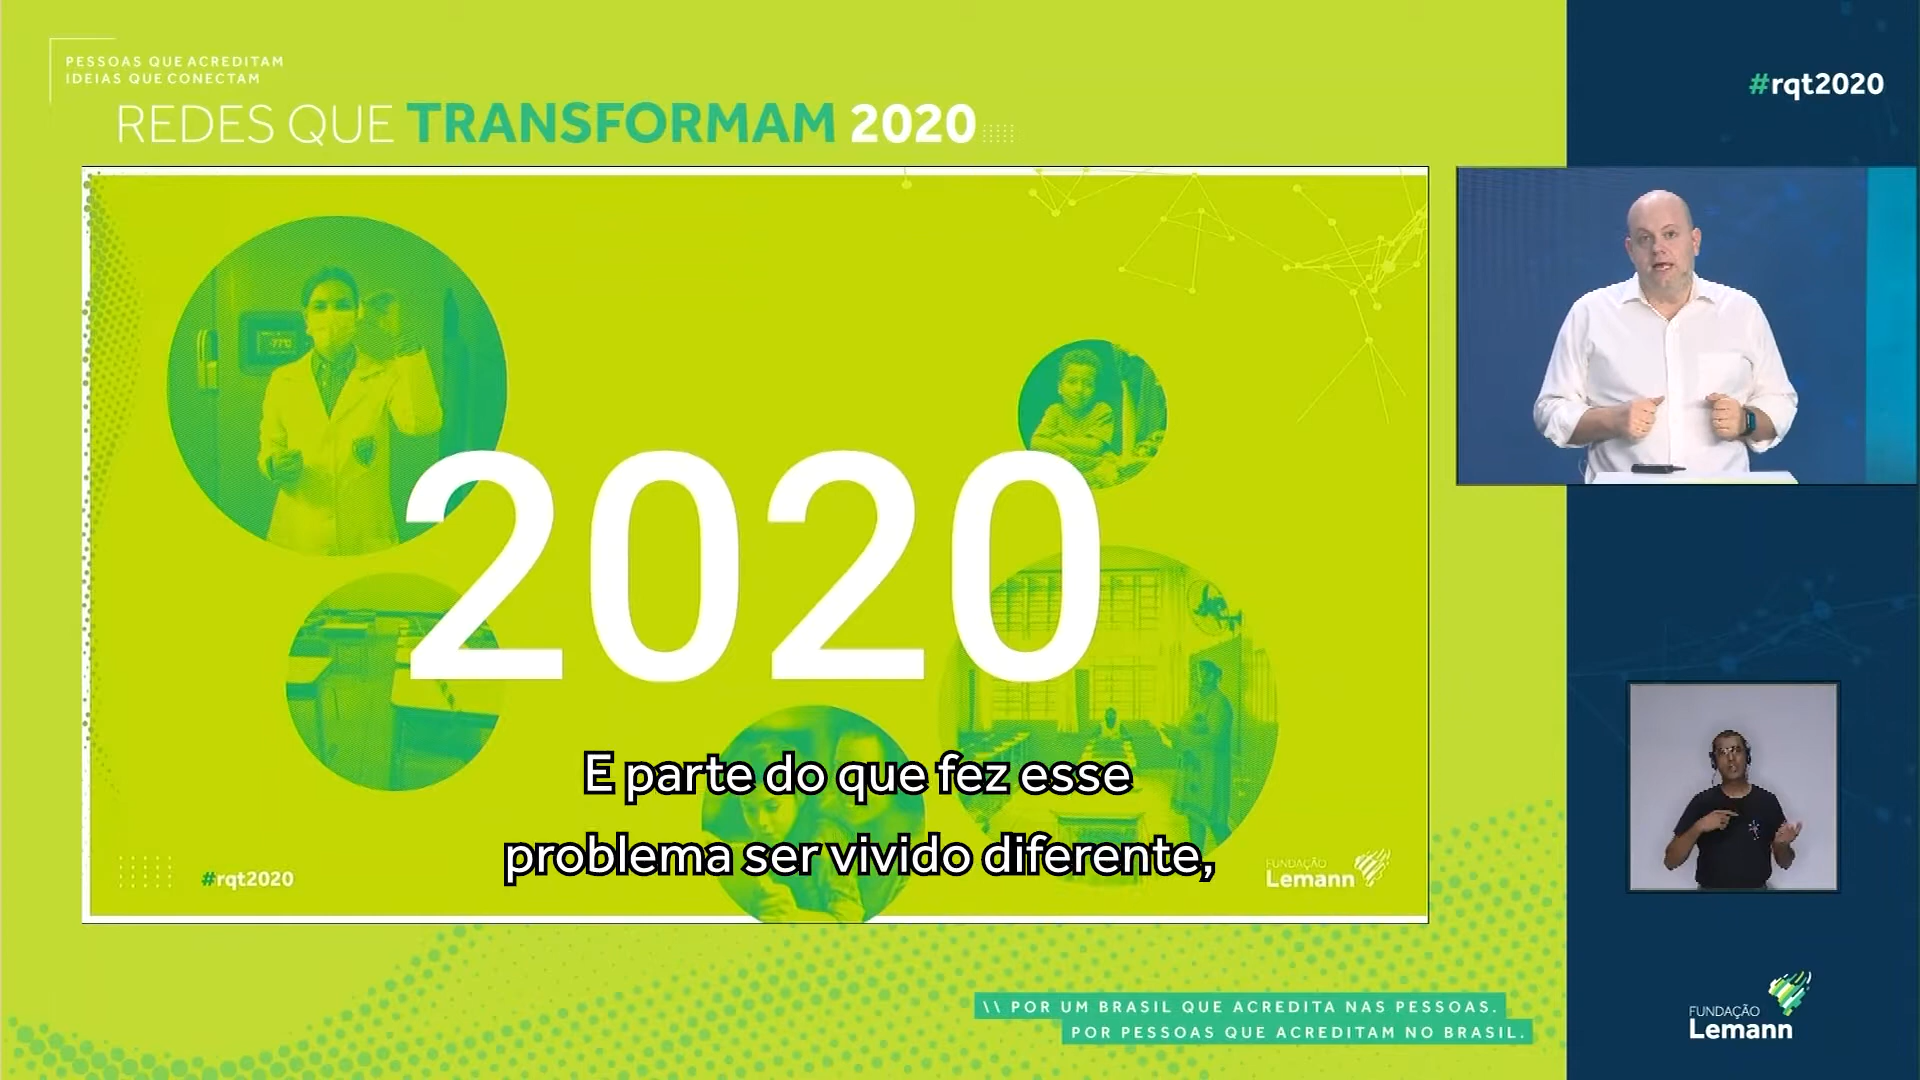 PESSOAS QUE ACREDITAM
IDEIAS QUE CONECTAM
REDES QUE TRANSFORMAM 2020
#rqt2020
-77°C
2020
E parte do que fez esse
problema ser vivido diferente,
#rqt2020
FUNDAÇÃO
Lemann
\\ POR UM BRASIL QUE ACREDITA NAS PESSOAS.
POR PESSOAS QUE ACREDITAM NO BRASIL.
FUNDAÇÃO
Lemann